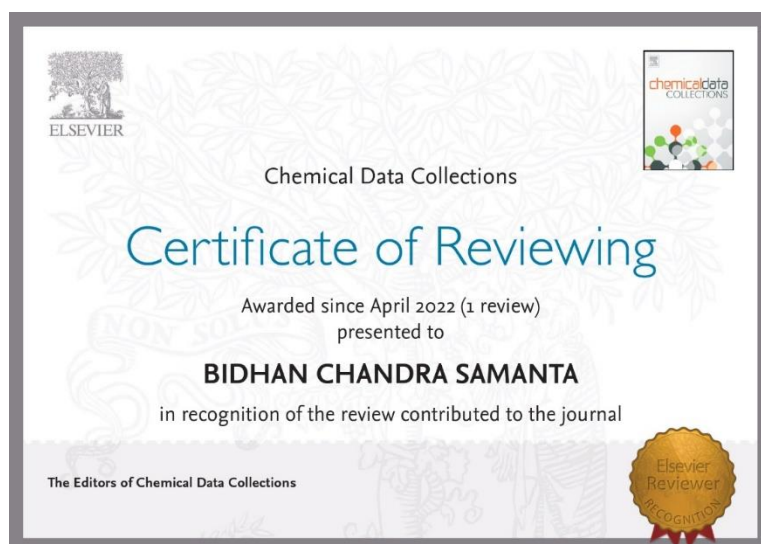 ELSEVIER
chemicaldata
COLLECTIONS
Chemical Data Collections
Certificate of Reviewing
Awarded since April 2022 (1 review)
presented to
BIDHAN CHANDRA SAMANTA
in recognition of the review contributed to the journal
NON SOLUS
The Editors of Chemical Data Collections
Elsevier
Reviewer
RECOGNITION